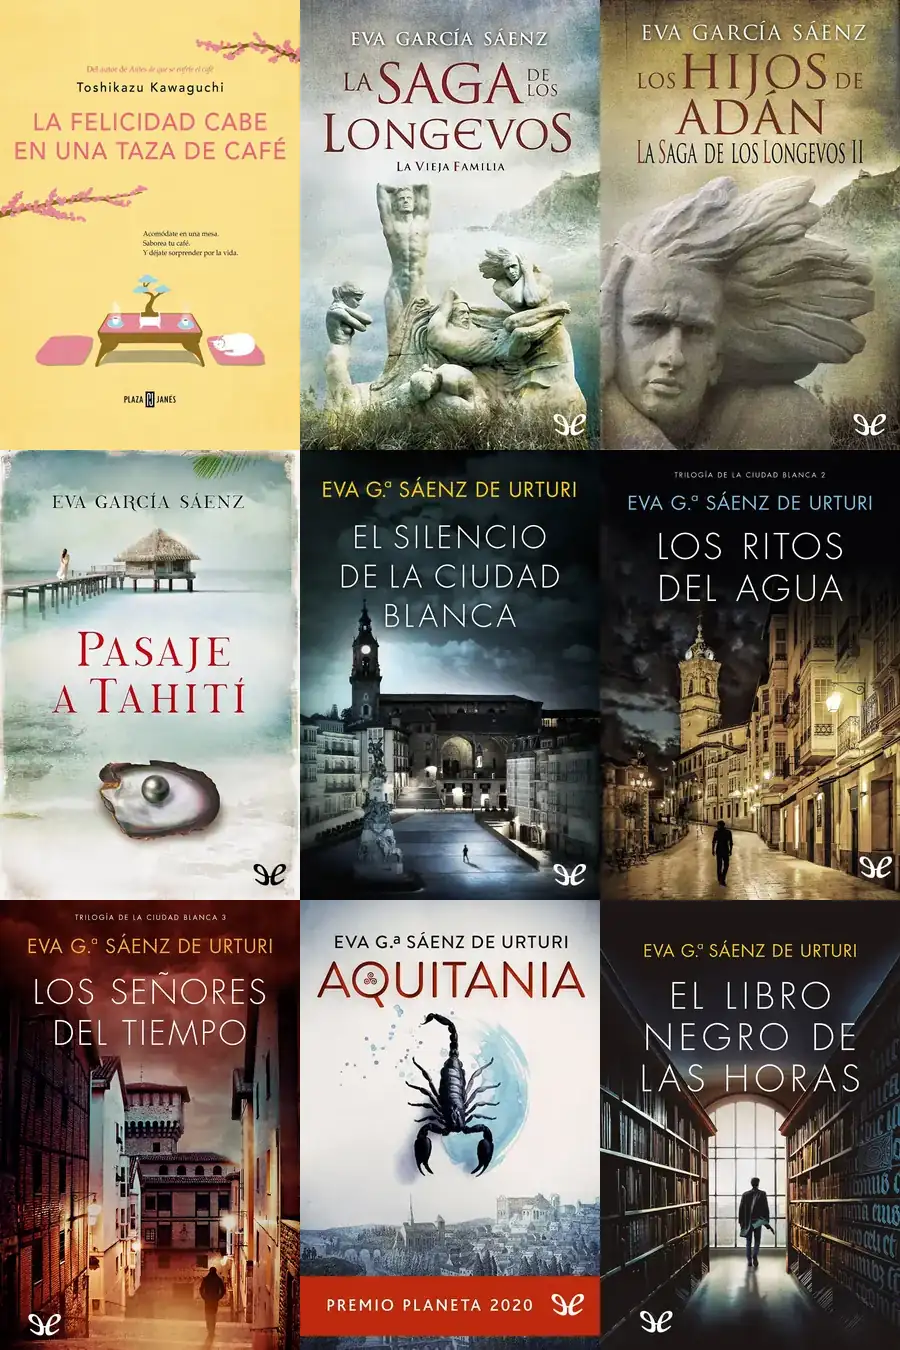 Del autor de Antes de que se enfríe el café
Toshikazu Kawaguchi
LA FELICIDAD CABE
EN UNA TAZA DE CAFÉ
Acomódate en una mesa.
Saborea tu café.
Y déjate sorprender por la vida.
PLAZA JANÉS
EVA GARCÍA SÁENZ
LA SAGA DE LOS
LONGEVOS
LA VIEJA FAMILIA
EVA GARCÍA SÁENZ
LOS HIJOS DE
ADÁN
LA SAGA DE LOS LONGEVOS II
EVA GARCÍA SÁENZ
PASAJE
A TAHITÍ
EVA G.ª SÁENZ DE URTURI
EL SILENCIO
DE LA CIUDAD
BLANCA
TRILOGÍA DE LA CIUDAD BLANCA 2
EVA G.ª SÁENZ DE URTURI
LOS RITOS
DEL AGUA
TRILOGÍA DE LA CIUDAD BLANCA 3
EVA G.ª SÁENZ DE URTURI
LOS SEÑORES
DEL TIEMPO
EVA G.ª SÁENZ DE URTURI
AQUITANIA
PREMIO PLANETA 2020
EVA G.ª SÁENZ DE URTURI
EL LIBRO
NEGRO DE
LAS HORAS